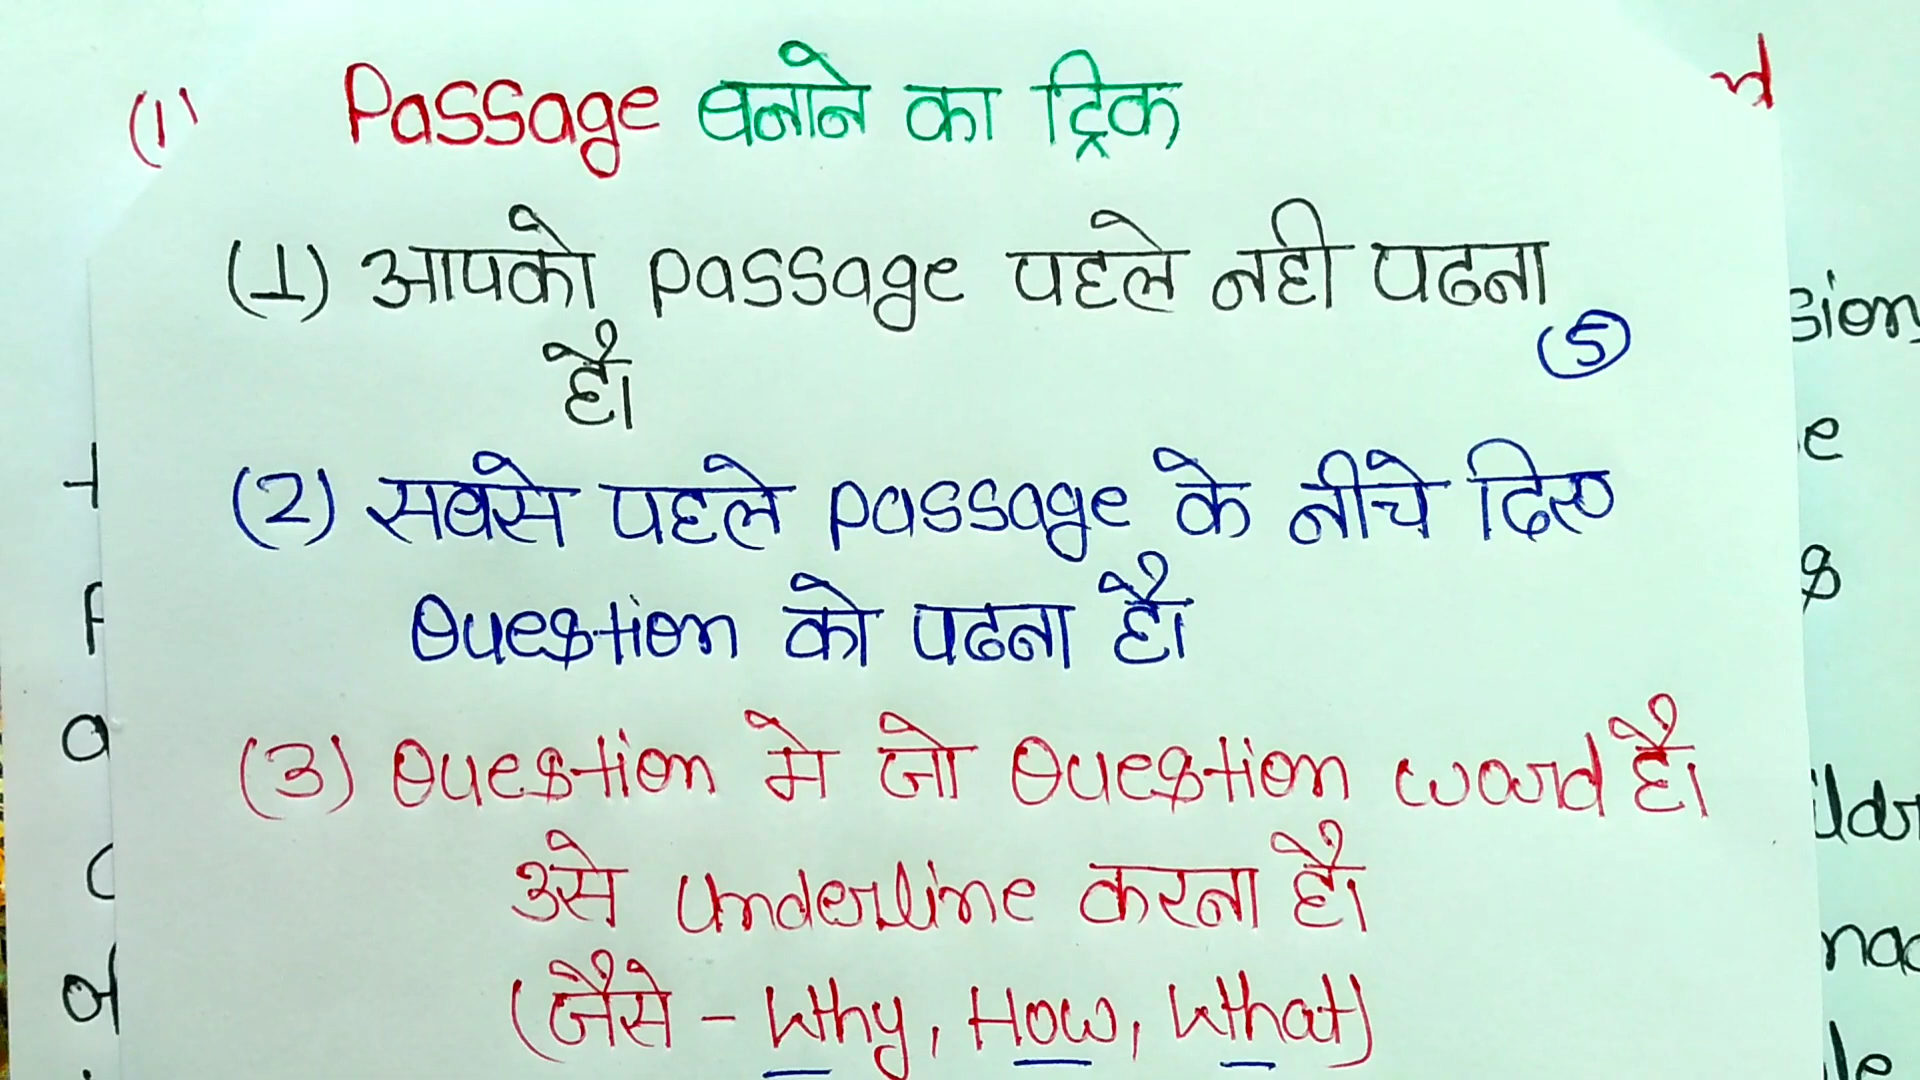 (1) Passage बनाने का ट्रिक
(1) आपको passage पहले नही पढना
है।
(5)
(2) सबसे पहले passage के नीचे दिए
Question को पढना है।
(3) Question मे जो Question word है।
उसे underline करना है।
(जैसे - Why, How, What)